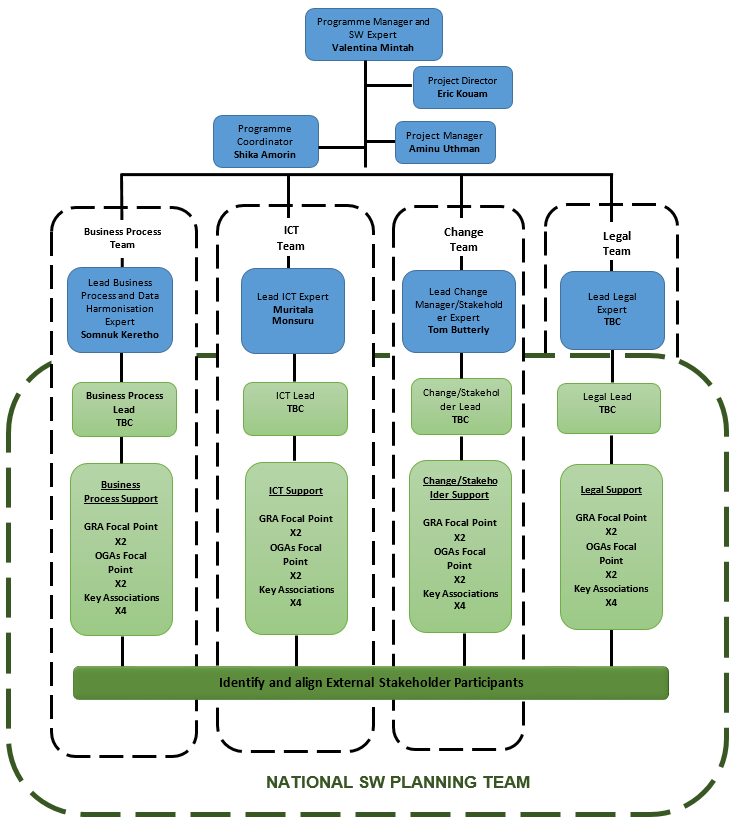 Programme Manager and
SW Expert
Valentina Mintah
Project Director
Eric Kouam
Programme
Coordinator
Shika Amorin
Project Manager
Aminu Uthman
Business Process
Team
ICT
Team
Change
Team
Legal
Team
Lead Business
Process and Data
Harmonisation
Expert
Somnuk Keretho
Lead ICT Expert
Muritala
Monsuru
Lead Change
Manager/Stakehold
er Expert
Tom Butterly
Lead Legal
Expert
TBC
Business Process
Lead
TBC
ICT Lead
TBC
Change/Stakehol
der Lead
TBC
Legal Lead
TBC
Business
Process Support
GRA Focal Point
X2
OGAs Focal
Point
X2
Key Associations
X4
ICT Support
GRA Focal Point
X2
OGAs Focal
Point
X2
Key Associations
X4
Change/Stakeho
lder Support
GRA Focal Point
X2
OGAs Focal
Point
X2
Key Associations
X4
Legal Support
GRA Focal Point
X2
OGAs Focal
Point
X2
Key Associations
X4
Identify and align External Stakeholder Participants
NATIONAL SW PLANNING TEAM